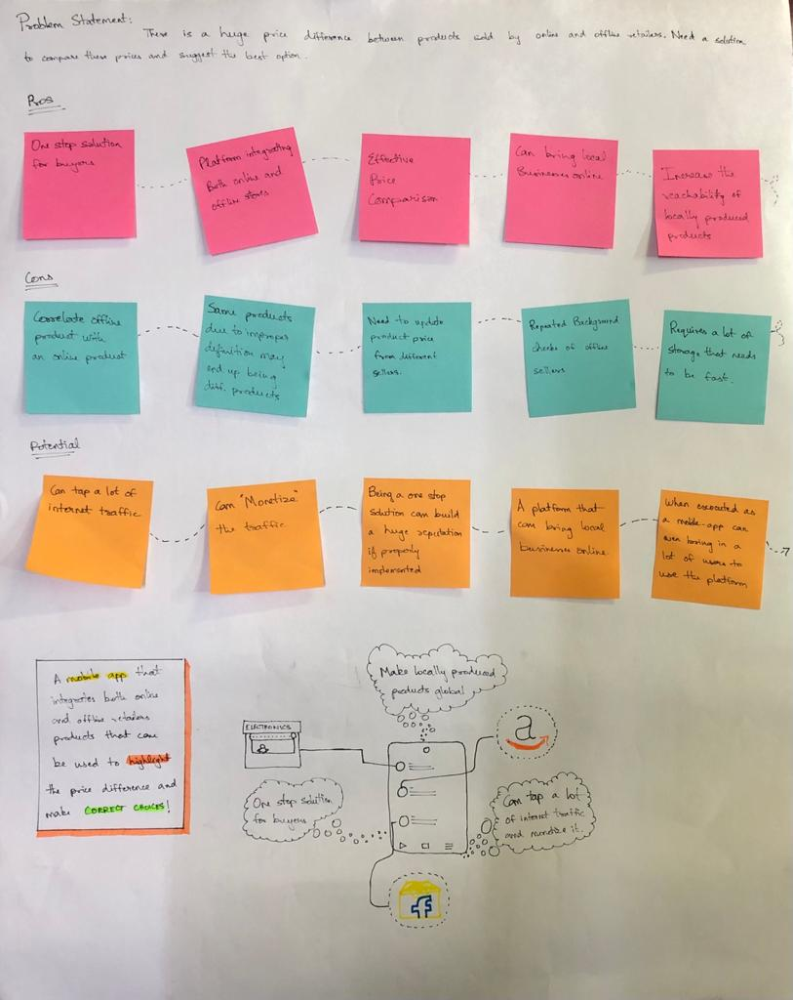 Problem Statement:
There is a huge price difference between products sold by online and offline retailers. Need a solution
to compare these prices and suggest the best option.
Pros
One stop solution
for buyers
Platform integrating
Both online and
offline stores
Effective
Price
Comparison
Can bring local
Businesses online
Increase the
reachability of
locally produced
products
Cons
Correlate offline
product with
an online product
Same products
due to improper
definition may
end up being
diff. products
Need to update
product price
from different
sellers.
Repeated Background
checks of offline
sellers
Requires a lot of
storage that needs
to be fast.
Potential
Can tap a lot of
internet traffic
Can "Monetize"
the traffic
Being a one stop
solution can build
a huge reputation
if properly
implemented
A platform that
can bring local
businesses online.
When executed as
a mobile-app can
even bring in a
lot of users to
use the platform
A mobile app that
integrates both online
and offline retailers
products that can
be used to highlight
the price difference and
make CORRECT CHOICES!
Make locally produced
products global
ELECTRONICS
a
One stop solution
for buyers
Can tap a lot
of internet traffic
and monetize it.
f